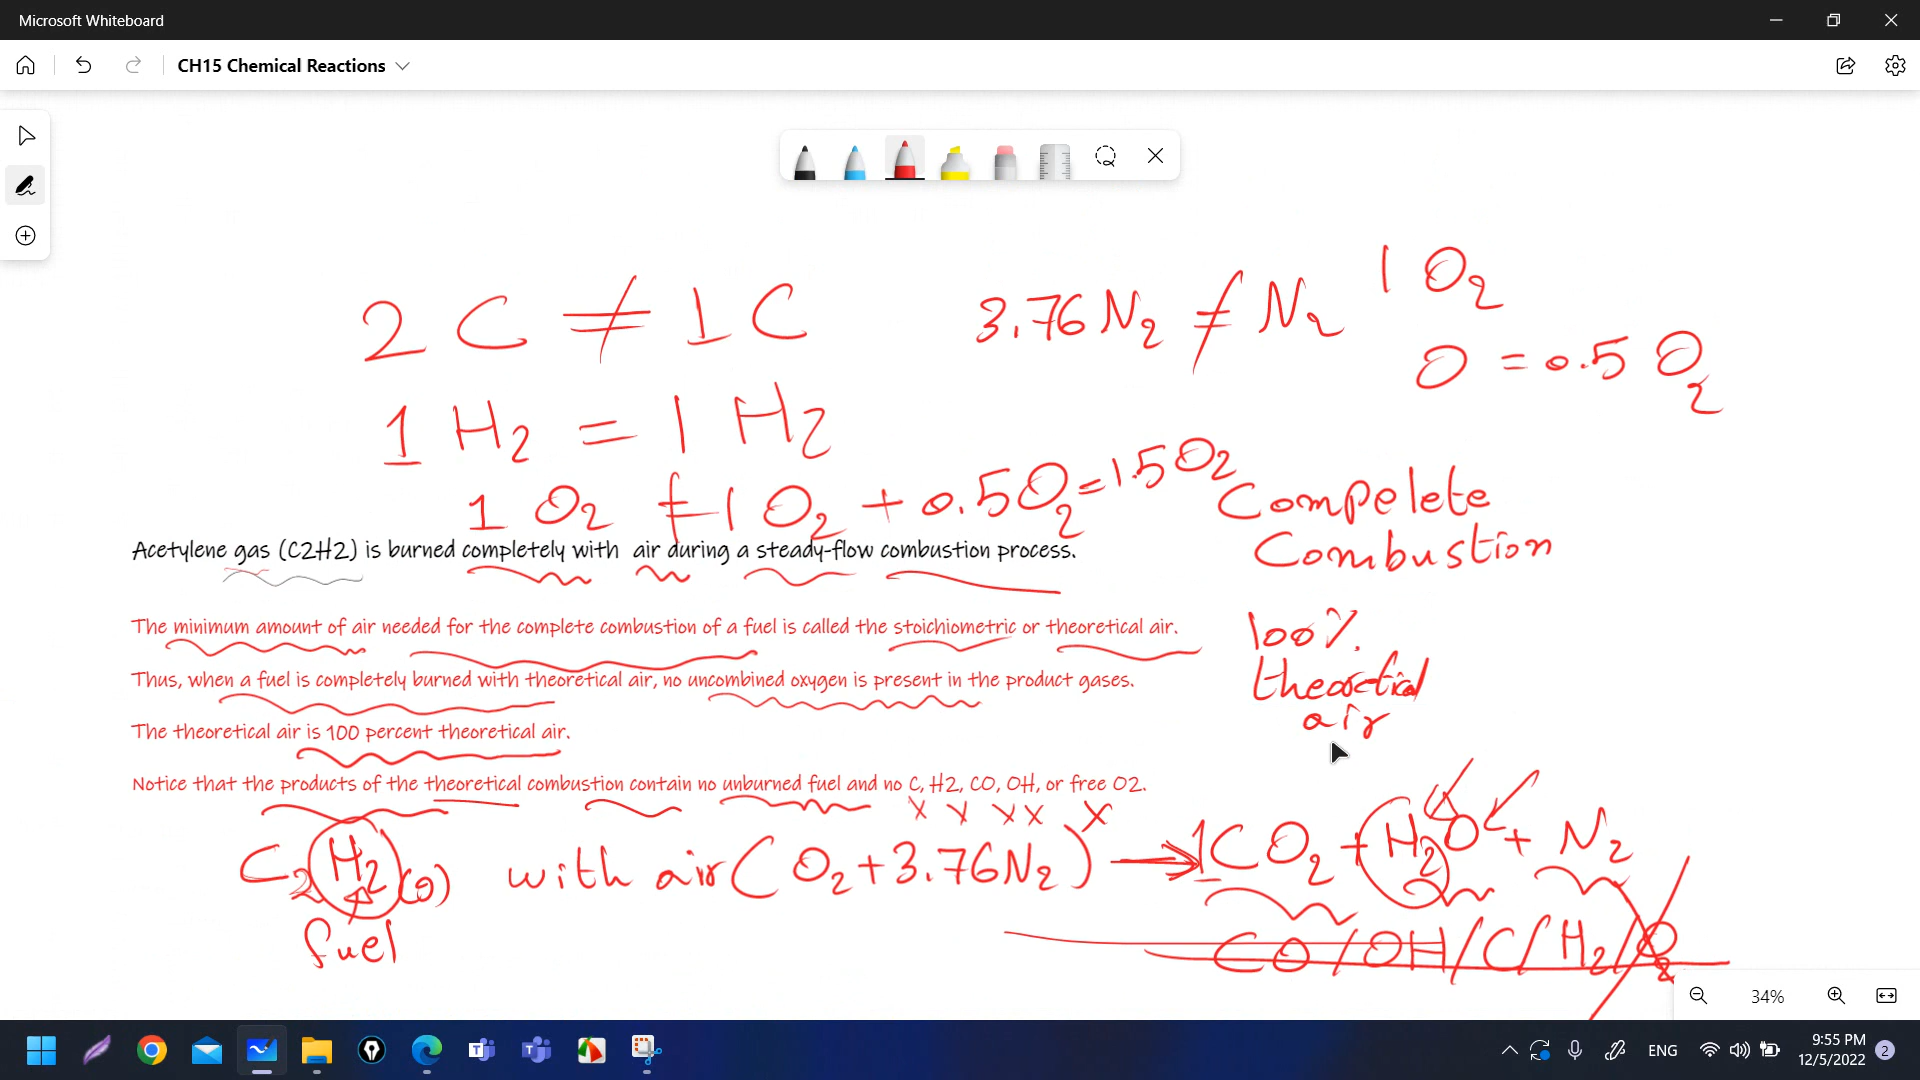 Microsoft Whiteboard
CH15 Chemical Reactions
2 C ≠ 1 C
3.76 N2 ≠ N2
1 O2
O = 0.5 O2
1 H2 = 1 H2
1 O2 ≠ 1 O2 + 0.5 O2 = 1.5 O2
Compelete
Combustion
Acetylene gas (C2H2) is burned completely with air during a steady-flow combustion process.
The minimum amount of air needed for the complete combustion of a fuel is called the stoichiometric or theoretical air.
100%
Thus, when a fuel is completely burned with theoretical air, no uncombined oxygen is present in the product gases.
theoretical
air
The theoretical air is 100 percent theoretical air.
Notice that the products of the theoretical combustion contain no unburned fuel and no C, H2, CO, OH, or free O2.
X X X X X
C2H2 (0) with air (O2 + 3.76 N2) → 1CO2 + H2O + N2
fuel
CO / OH / C / H2 / O2
34%
ENG
9:55 PM
12/5/2022
2